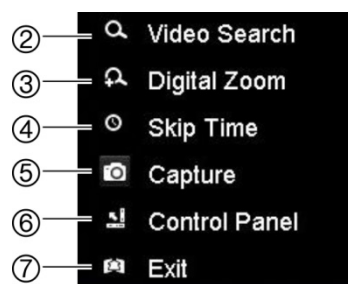 ② Video Search
③ Digital Zoom
④ Skip Time
⑤ Capture
⑥ Control Panel
⑦ Exit